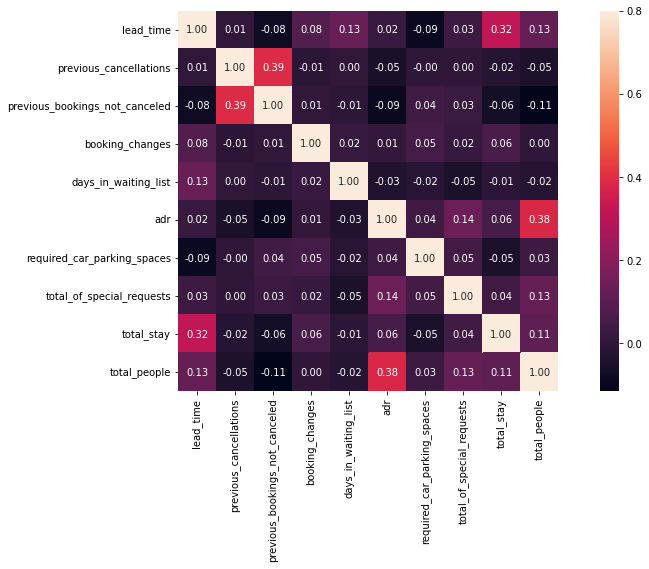 lead_time 1.00 0.01 -0.08 0.08 0.13 0.02 -0.09 0.03 0.32 0.13
previous_cancellations 0.01 1.00 0.39 -0.01 0.00 -0.05 -0.00 0.00 -0.02 -0.05
previous_bookings_not_canceled -0.08 0.39 1.00 0.01 -0.01 -0.09 0.04 0.03 -0.06 -0.11
booking_changes 0.08 -0.01 0.01 1.00 0.02 0.01 0.05 0.02 0.06 0.00
days_in_waiting_list 0.13 0.00 -0.01 0.02 1.00 -0.03 -0.02 -0.05 -0.01 -0.02
adr 0.02 -0.05 -0.09 0.01 -0.03 1.00 0.04 0.14 0.06 0.38
required_car_parking_spaces -0.09 -0.00 0.04 0.05 -0.02 0.04 1.00 0.05 -0.05 0.03
total_of_special_requests 0.03 0.00 0.03 0.02 -0.05 0.14 0.05 1.00 0.04 0.13
total_stay 0.32 -0.02 -0.06 0.06 -0.01 0.06 -0.05 0.04 1.00 0.11
total_people 0.13 -0.05 -0.11 0.00 -0.02 0.38 0.03 0.13 0.11 1.00
lead_time
previous_cancellations
previous_bookings_not_canceled
booking_changes
days_in_waiting_list
adr
required_car_parking_spaces
total_of_special_requests
total_stay
total_people
0.8
0.6
0.4
0.2
0.0